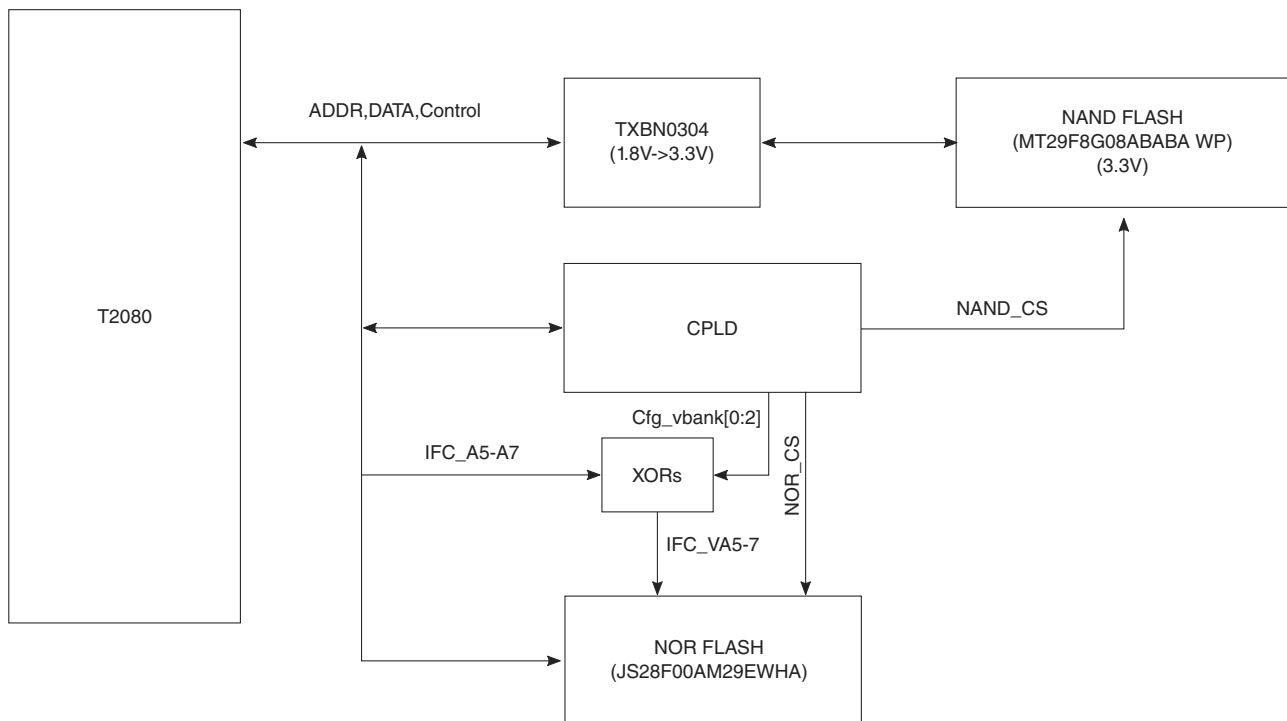 ADDR,DATA,Control
TXBN0304
(1.8V->3.3V)
NAND FLASH
(MT29F8G08ABABA WP)
(3.3V)
T2080
CPLD
NAND_CS
Cfg_vbank[0:2]
IFC_A5-A7
XORs
NOR_CS
IFC_VA5-7
NOR FLASH
(JS28F00AM29EWHA)